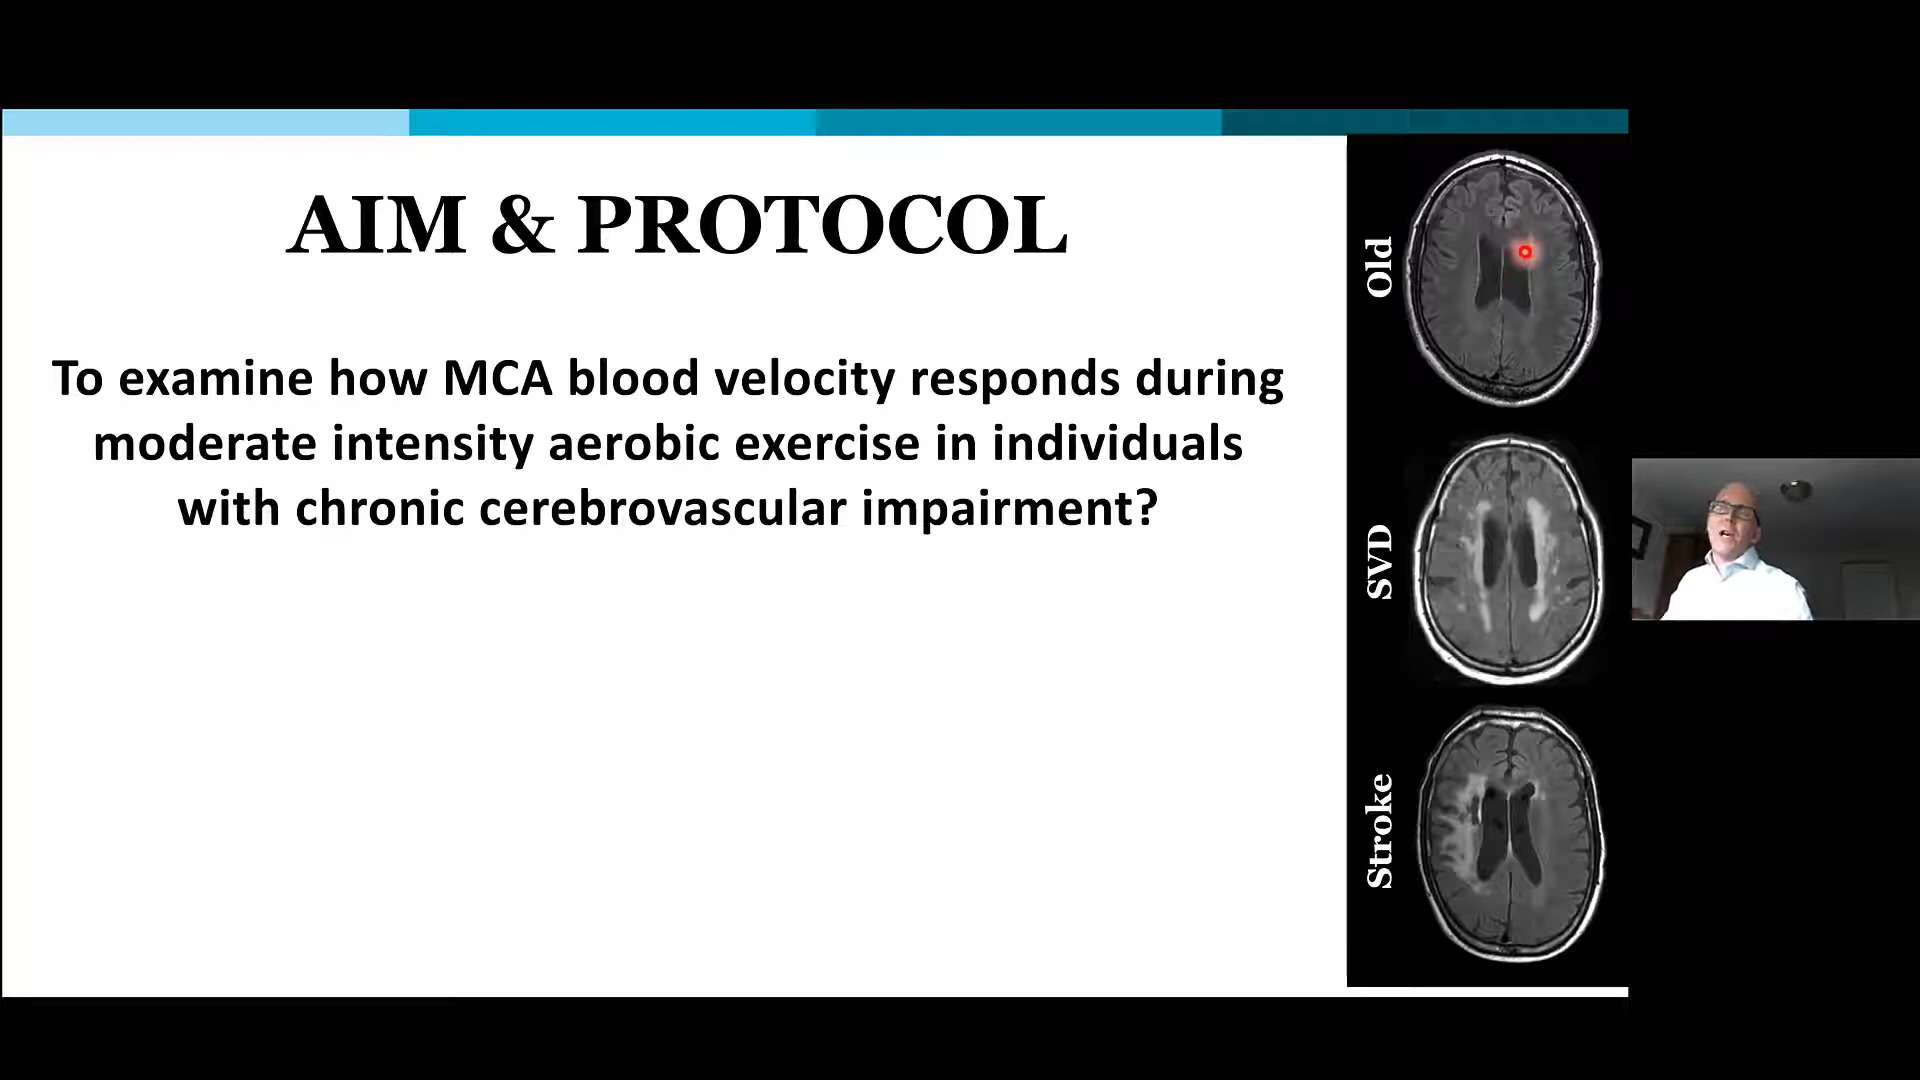 AIM & PROTOCOL
To examine how MCA blood velocity responds during
moderate intensity aerobic exercise in individuals
with chronic cerebrovascular impairment?
Old
SVD
Stroke